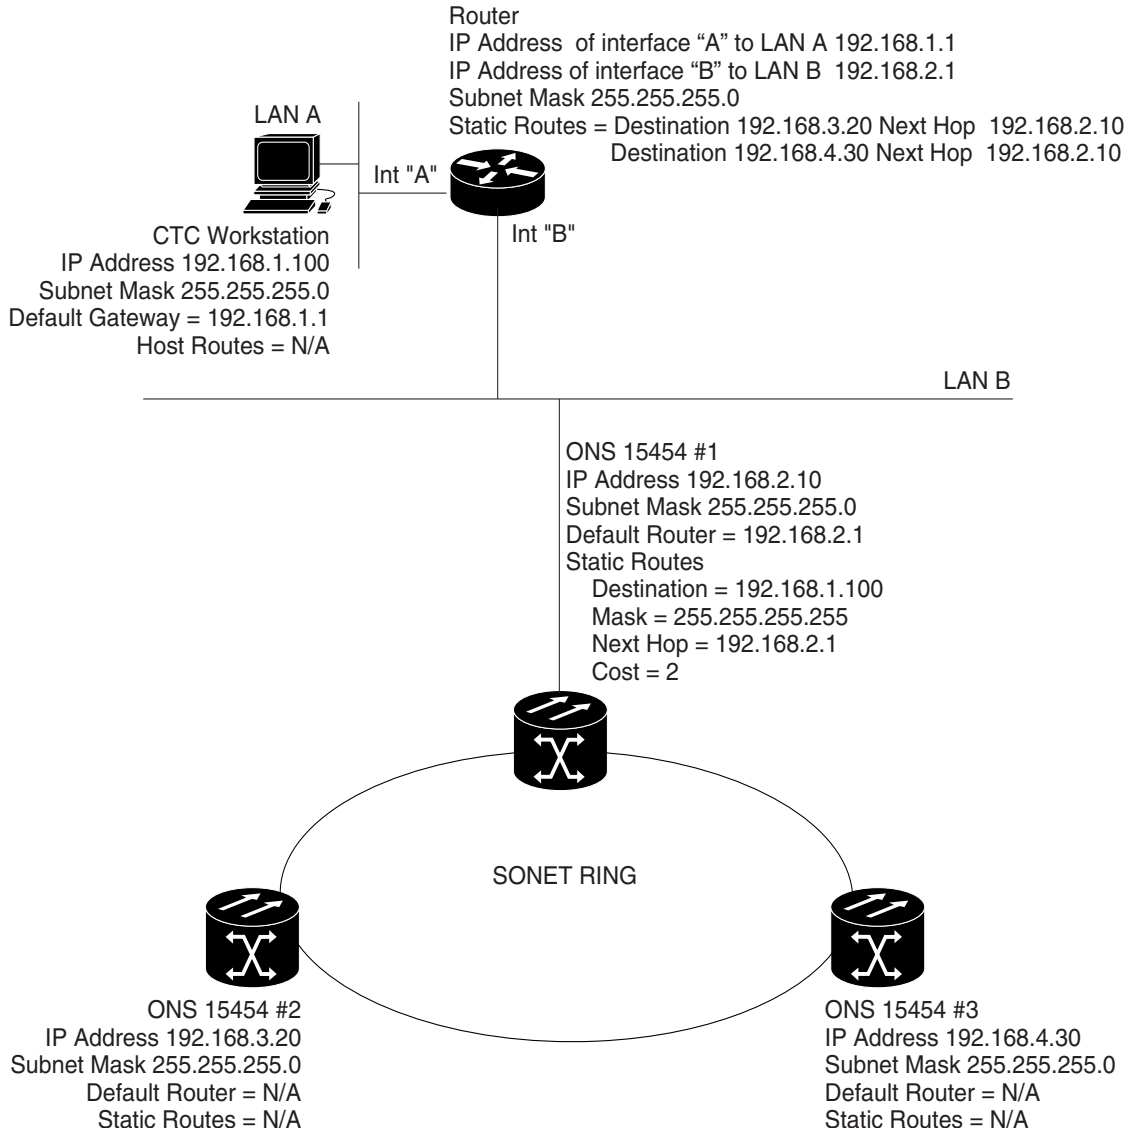 Router
IP Address of interface “A” to LAN A 192.168.1.1
IP Address of interface “B” to LAN B 192.168.2.1
Subnet Mask 255.255.255.0
Static Routes = Destination 192.168.3.20 Next Hop 192.168.2.10
Destination 192.168.4.30 Next Hop 192.168.2.10
LAN A
Int "A"
Int "B"
CTC Workstation
IP Address 192.168.1.100
Subnet Mask 255.255.255.0
Default Gateway = 192.168.1.1
Host Routes = N/A
LAN B
ONS 15454 #1
IP Address 192.168.2.10
Subnet Mask 255.255.255.0
Default Router = 192.168.2.1
Static Routes
Destination = 192.168.1.100
Mask = 255.255.255.255
Next Hop = 192.168.2.1
Cost = 2
SONET RING
ONS 15454 #2
IP Address 192.168.3.20
Subnet Mask 255.255.255.0
Default Router = N/A
Static Routes = N/A
ONS 15454 #3
IP Address 192.168.4.30
Subnet Mask 255.255.255.0
Default Router = N/A
Static Routes = N/A